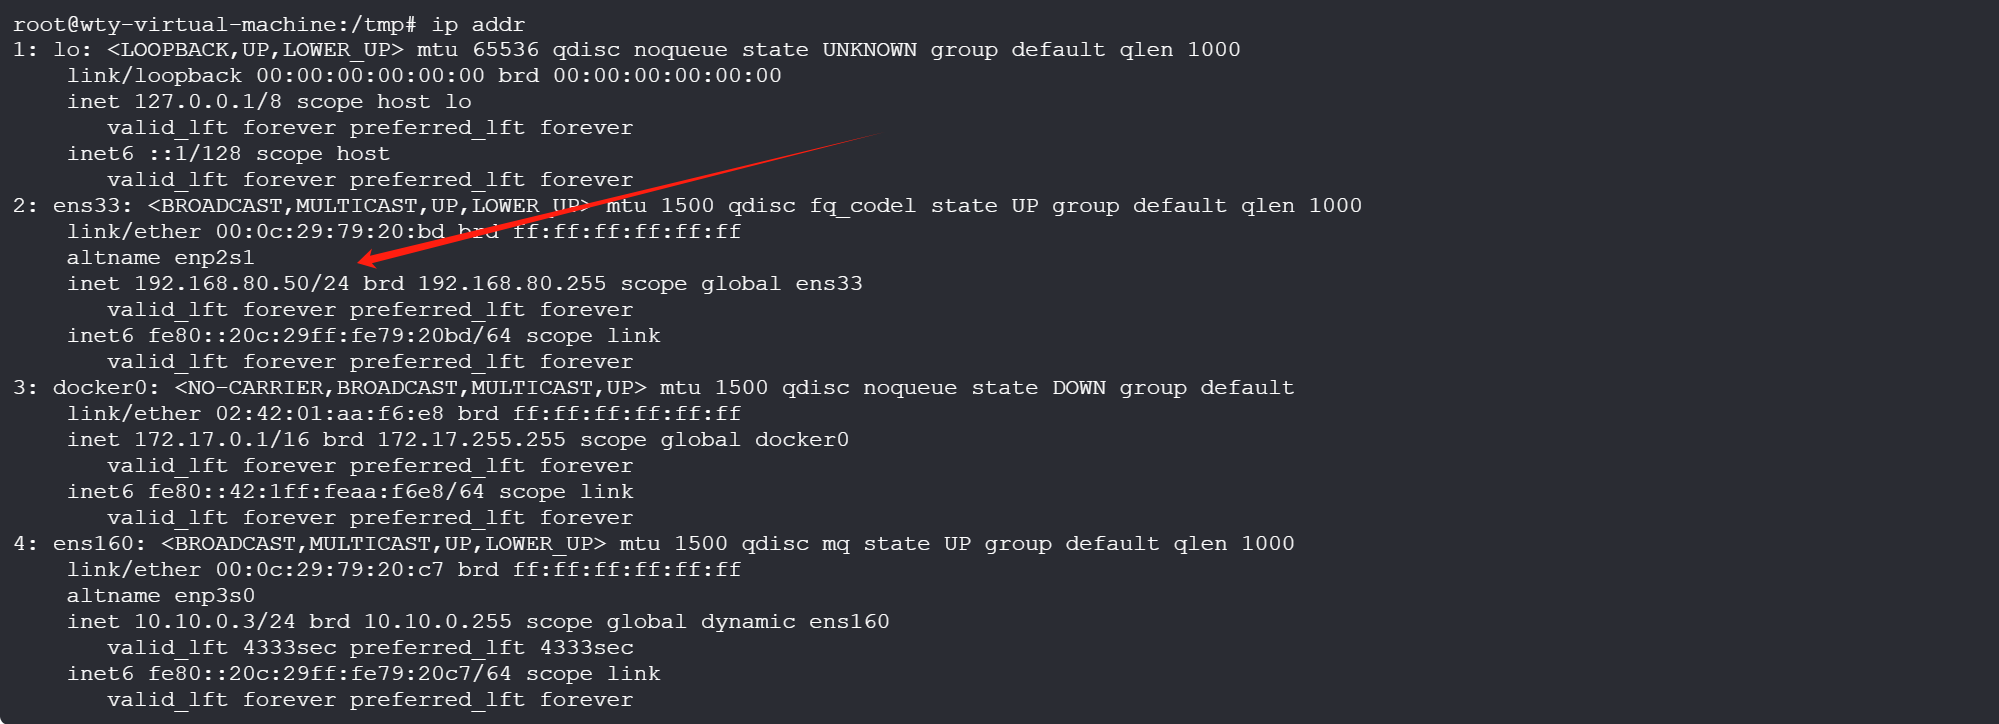 root@wty-virtual-machine:/tmp# ip addr
1: lo: <LOOPBACK,UP,LOWER_UP> mtu 65536 qdisc noqueue state UNKNOWN group default qlen 1000
    link/loopback 00:00:00:00:00:00 brd 00:00:00:00:00:00
    inet 127.0.0.1/8 scope host lo
       valid_lft forever preferred_lft forever
    inet6 ::1/128 scope host
       valid_lft forever preferred_lft forever
2: ens33: <BROADCAST,MULTICAST,UP,LOWER_UP> mtu 1500 qdisc fq_codel state UP group default qlen 1000
    link/ether 00:0c:29:79:20:bd brd ff:ff:ff:ff:ff:ff
    altname enp2s1
    inet 192.168.80.50/24 brd 192.168.80.255 scope global ens33
       valid_lft forever preferred_lft forever
    inet6 fe80::20c:29ff:fe79:20bd/64 scope link
       valid_lft forever preferred_lft forever
3: docker0: <NO-CARRIER,BROADCAST,MULTICAST,UP> mtu 1500 qdisc noqueue state DOWN group default
    link/ether 02:42:01:aa:f6:e8 brd ff:ff:ff:ff:ff:ff
    inet 172.17.0.1/16 brd 172.17.255.255 scope global docker0
       valid_lft forever preferred_lft forever
    inet6 fe80::42:1ff:feaa:f6e8/64 scope link
       valid_lft forever preferred_lft forever
4: ens160: <BROADCAST,MULTICAST,UP,LOWER_UP> mtu 1500 qdisc mq state UP group default qlen 1000
    link/ether 00:0c:29:79:20:c7 brd ff:ff:ff:ff:ff:ff
    altname enp3s0
    inet 10.10.0.3/24 brd 10.10.0.255 scope global dynamic ens160
       valid_lft 4333sec preferred_lft 4333sec
    inet6 fe80::20c:29ff:fe79:20c7/64 scope link
       valid_lft forever preferred_lft forever